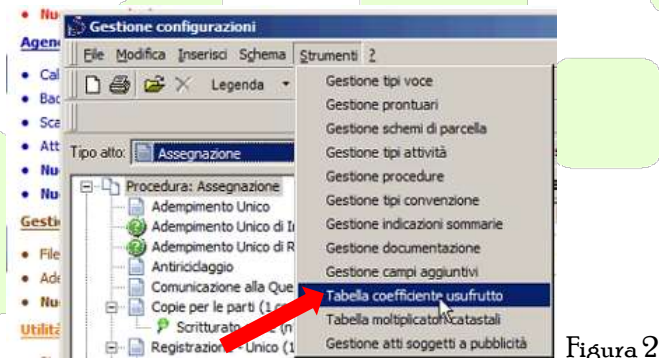 Nu
Gestione configurazioni
File Modifica Inserisci Schema Strumenti ?
Legenda
Tipo atto: Assegnazione
Procedura: Assegnazione
Adempimento Unico
Adempimento Unico di
Adempimento Unico di R
Antiriciclaggio
Comunicazione alla Que
Copie per le parti (1
Scritturato
Registrazione - Unico (1
Gestione tipi voce
Gestione prontuari
Gestione schemi di parcella
Gestione tipi attività
Gestione procedure
Gestione tipi convenzione
Gestione indicazioni sommarie
Gestione documentazione
Gestione campi aggiuntivi
Tabella coefficiente usufrutto
Tabella moltiplicatori catastali
Gestione atti soggetti a pubblicità
Agen
Cal
Bac
Sca
Att
Nu
Nu
Gesti
File
Ade
Nu
Utilità
Figura 2